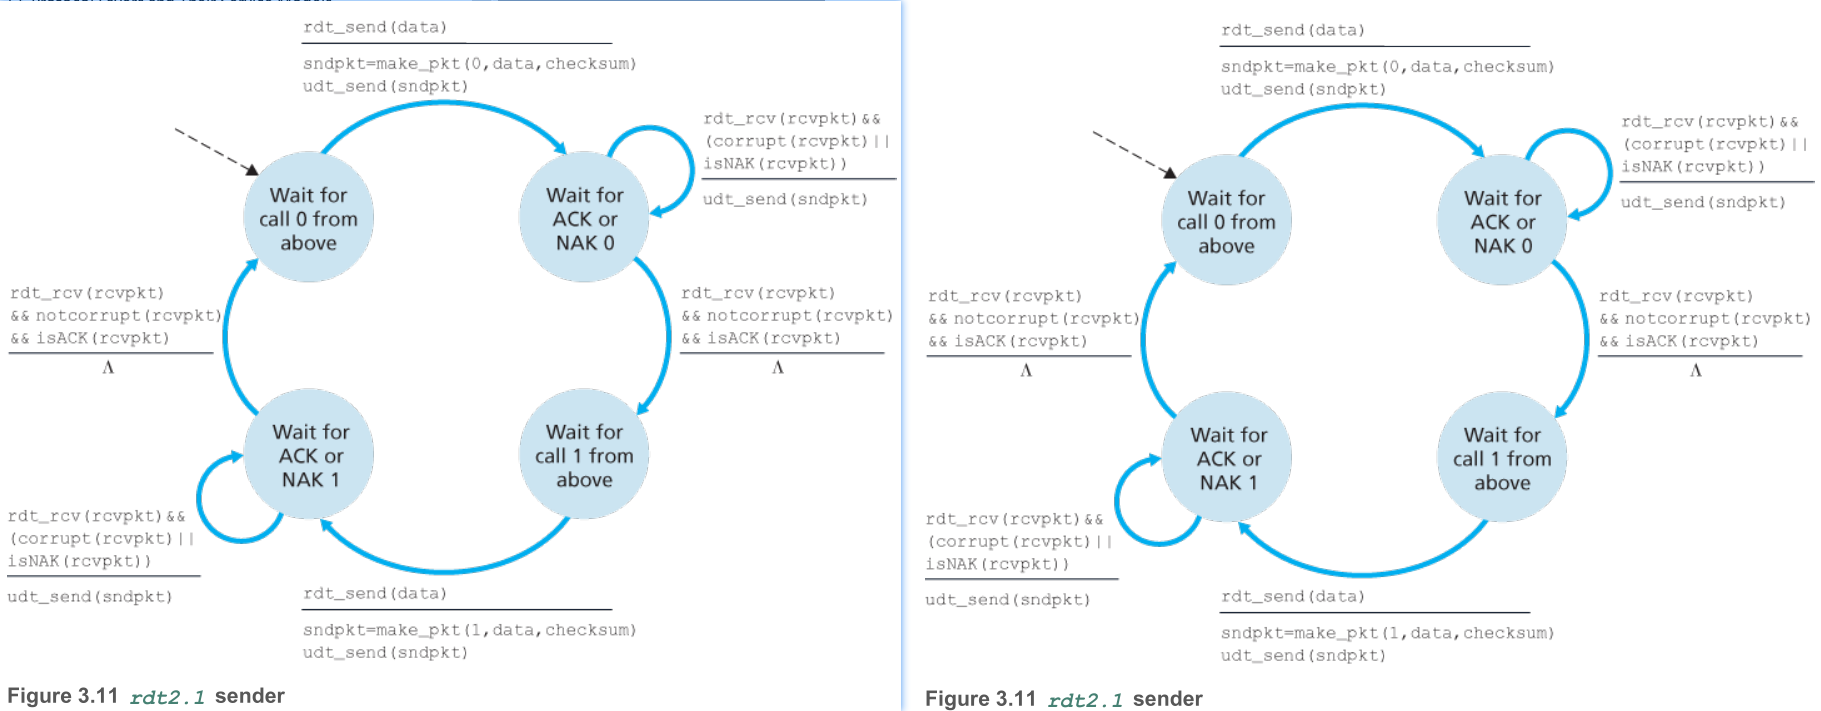 rdt_send(data)
sndpkt=make_pkt(0,data,checksum)
udt_send(sndpkt)
rdt_rcv(rcvpkt)&&
(corrupt(rcvpkt)||
isNAK(rcvpkt))
udt_send(sndpkt)
Wait for
call 0 from
above
Wait for
ACK or
NAK 0
rdt_rcv(rcvpkt)
&& notcorrupt(rcvpkt)
&& isACK(rcvpkt)
Λ
rdt_rcv(rcvpkt)
&& notcorrupt(rcvpkt)
&& isACK(rcvpkt)
Λ
Wait for
ACK or
NAK 1
Wait for
call 1 from
above
rdt_rcv(rcvpkt)&&
(corrupt(rcvpkt)||
isNAK(rcvpkt))
udt_send(sndpkt)
rdt_send(data)
sndpkt=make_pkt(1,data,checksum)
udt_send(sndpkt)
Figure 3.11 rdt2.1 sender
rdt_send(data)
sndpkt=make_pkt(0,data,checksum)
udt_send(sndpkt)
rdt_rcv(rcvpkt)&&
(corrupt(rcvpkt)||
isNAK(rcvpkt))
udt_send(sndpkt)
Wait for
call 0 from
above
Wait for
ACK or
NAK 0
rdt_rcv(rcvpkt)
&& notcorrupt(rcvpkt)
&& isACK(rcvpkt)
Λ
rdt_rcv(rcvpkt)
&& notcorrupt(rcvpkt)
&& isACK(rcvpkt)
Λ
Wait for
ACK or
NAK 1
Wait for
call 1 from
above
rdt_rcv(rcvpkt)&&
(corrupt(rcvpkt)||
isNAK(rcvpkt))
udt_send(sndpkt)
rdt_send(data)
sndpkt=make_pkt(1,data,checksum)
udt_send(sndpkt)
Figure 3.11 rdt2.1 sender